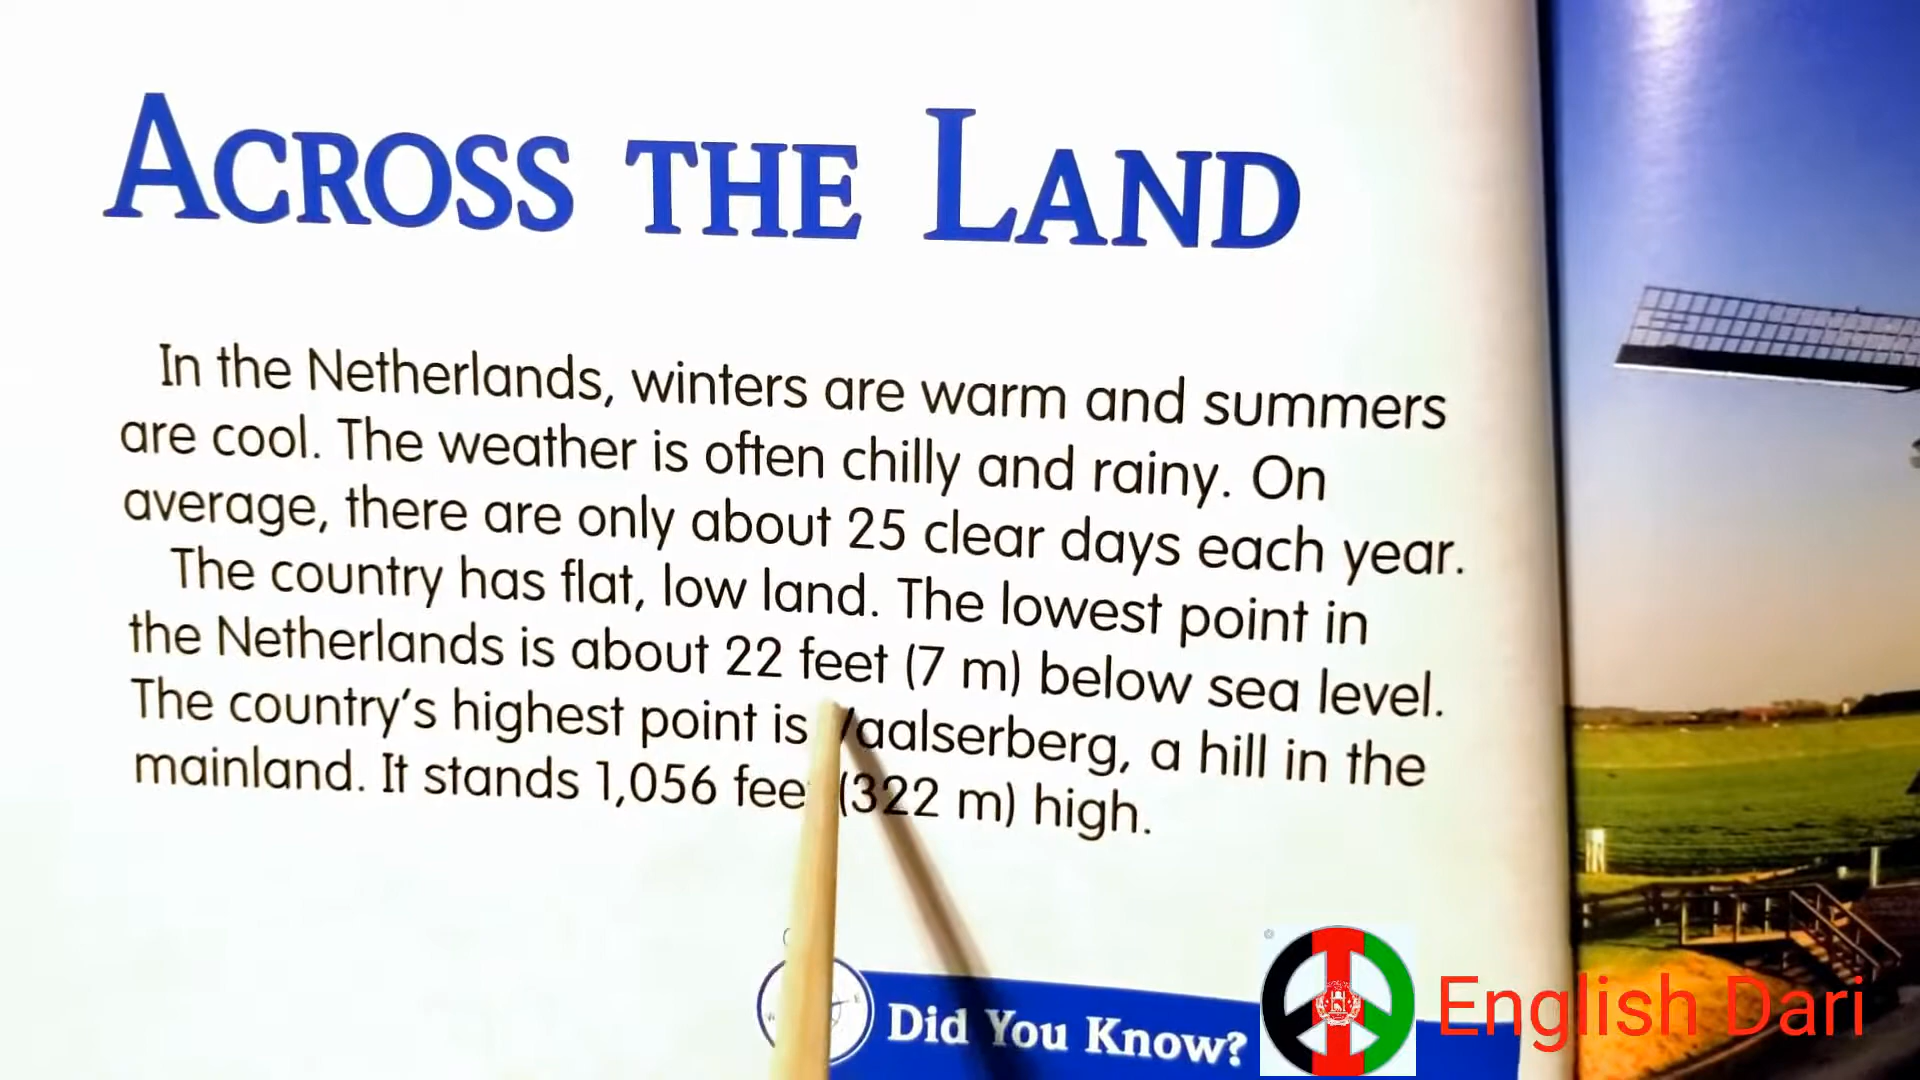 ACROSS THE LAND
In the Netherlands, winters are warm and summers
are cool. The weather is often chilly and rainy. On
average, there are only about 25 clear days each year.
The country has flat, low land. The lowest point in
the Netherlands is about 22 feet (7 m) below sea level.
The country's highest point is Vaalserberg, a hill in the
mainland. It stands 1,056 feet (322 m) high.
Did You Know?
English Dari